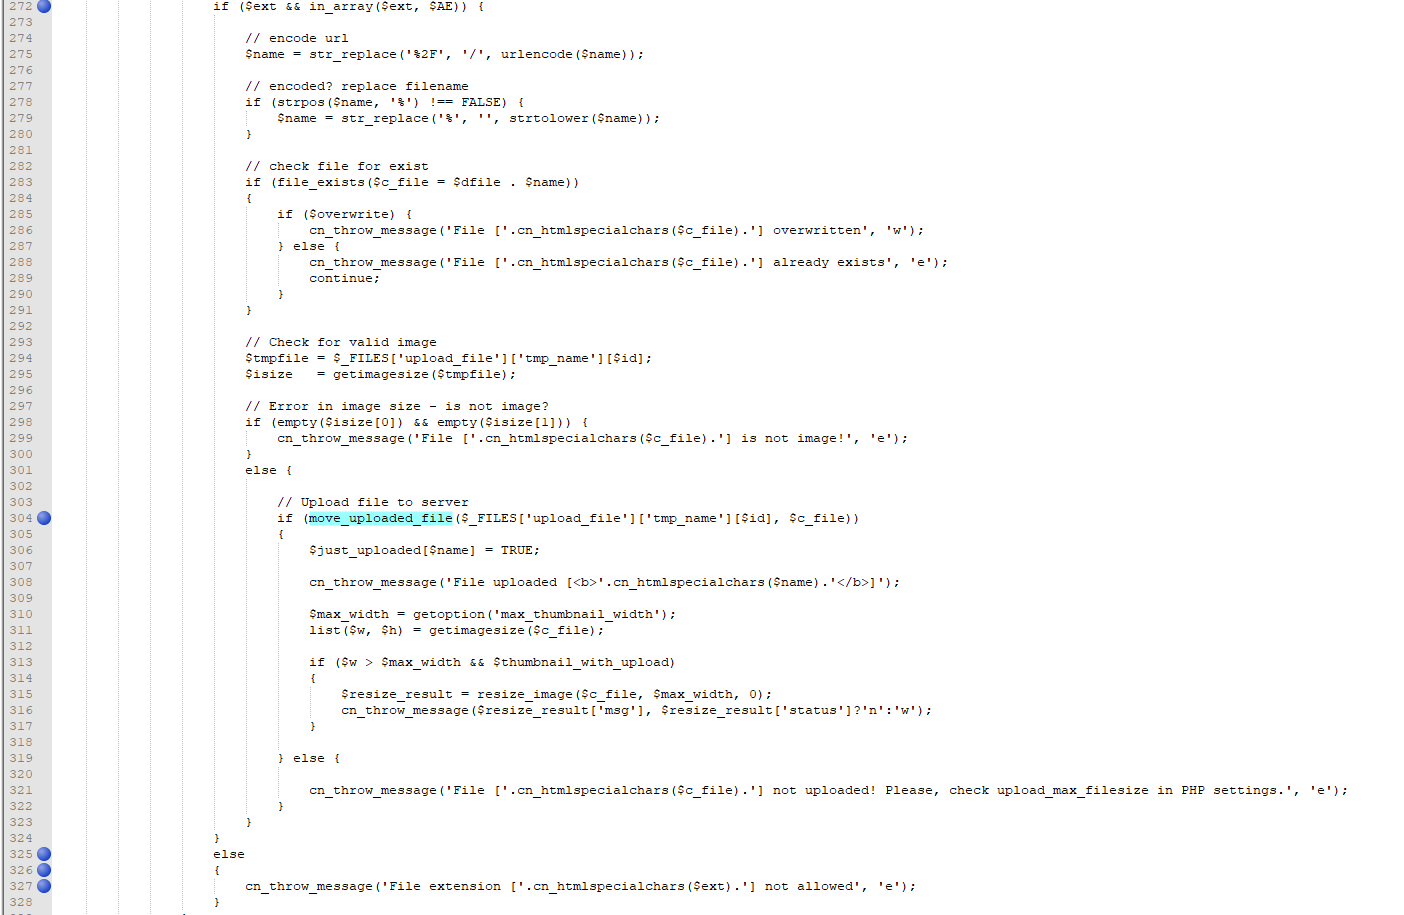 272 if ($ext && in_array($ext, $AE)) {
273
274 // encode url
275 $name = str_replace('%2F', '/', urlencode($name));
276
277 // encoded? replace filename
278 if (strpos($name, '%') !== FALSE) {
279 $name = str_replace('%', '', strtolower($name));
280 }
281
282 // check file for exist
283 if (file_exists($c_file = $dfile . $name))
284 {
285 if ($overwrite) {
286 cn_throw_message('File ['.cn_htmlspecialchars($c_file).'] overwritten', 'w');
287 } else {
288 cn_throw_message('File ['.cn_htmlspecialchars($c_file).'] already exists', 'e');
289 continue;
290 }
291 }
292
293 // Check for valid image
294 $tmpfile = $_FILES['upload_file']['tmp_name'][$id];
295 $isize   = getimagesize($tmpfile);
296
297 // Error in image size - is not image?
298 if (empty($isize[0]) && empty($isize[1])) {
299 cn_throw_message('File ['.cn_htmlspecialchars($c_file).'] is not image!', 'e');
300 }
301 else {
302
303 // Upload file to server
304 if (move_uploaded_file($_FILES['upload_file']['tmp_name'][$id], $c_file))
305 {
306 $just_uploaded[$name] = TRUE;
307
308 cn_throw_message('File uploaded [<b>'.cn_htmlspecialchars($name).'</b>]');
309
310 $max_width = getoption('max_thumbnail_width');
311 list($w, $h) = getimagesize($c_file);
312
313 if ($w > $max_width && $thumbnail_with_upload)
314 {
315 $resize_result = resize_image($c_file, $max_width, 0);
316 cn_throw_message($resize_result['msg'], $resize_result['status']?'n':'w');
317 }
318
319 } else {
320
321 cn_throw_message('File ['.cn_htmlspecialchars($c_file).'] not uploaded! Please, check upload_max_filesize in PHP settings.', 'e');
322 }
323 }
324 }
325 else
326 {
327 cn_throw_message('File extension ['.cn_htmlspecialchars($ext).'] not allowed', 'e');
328 }